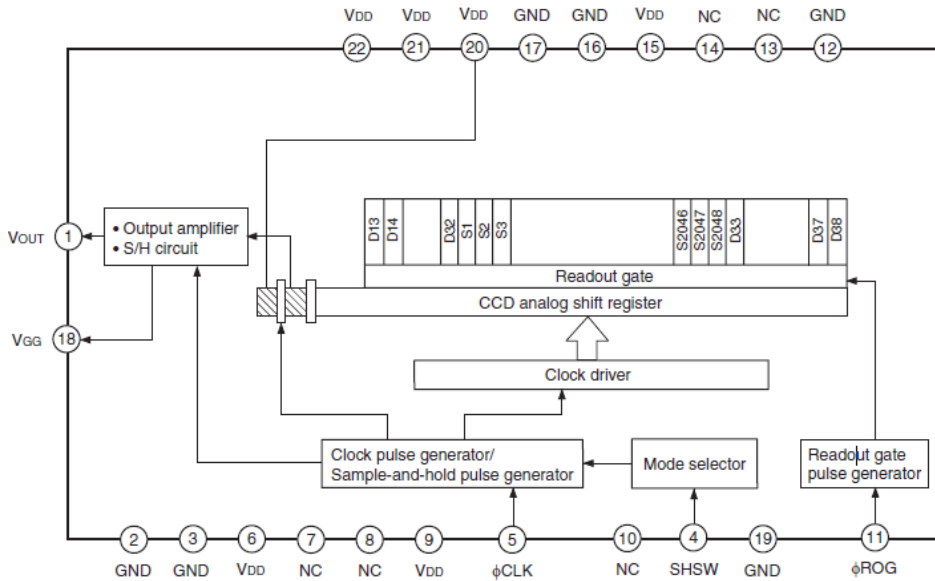 VDD VDD VDD GND GND VDD NC NC GND
22 21 20 17 16 15 14 13 12
D13 D14 D32 S1 S2 S3 S2046 S2047 S2048 D33 D37 D38
• Output amplifier
• S/H circuit
VOUT 1
Readout gate
CCD analog shift register
VGG 18
Clock driver
Clock pulse generator/
Sample-and-hold pulse generator
Mode selector
Readout gate
pulse generator
2 3 6 7 8 9 5 10 4 19 11
GND GND VDD NC NC VDD ϕCLK NC SHSW GND ϕROG